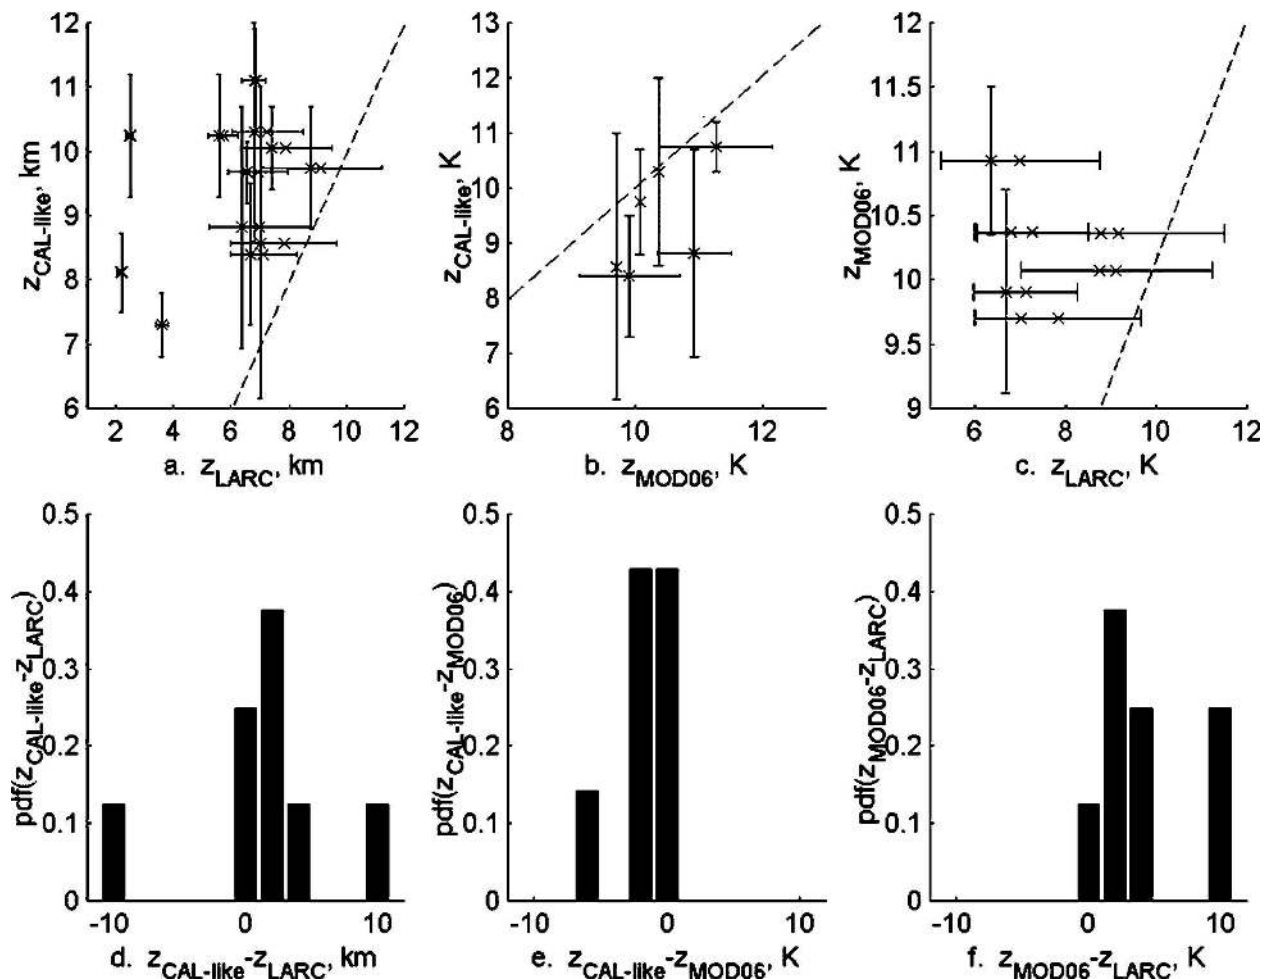 12
11
10
9
8
7
6
2 4 6 8 10 12
z_CAL-like, km
a. z_LARC, km
13
12
11
10
9
8
7
6
8 10 12
z_CAL-like, K
b. z_MOD06, K
12
11.5
11
10.5
10
9.5
9
6 8 10 12
z_MOD06, K
c. z_LARC, K
0.5
0.4
0.3
0.2
0.1
0
-10 0 10
pdf(z_CAL-like-z_LARC)
d. z_CAL-like-z_LARC, km
0.5
0.4
0.3
0.2
0.1
0
-10 0 10
pdf(z_CAL-like-z_MOD06)
e. z_CAL-like-z_MOD06, K
0.5
0.4
0.3
0.2
0.1
0
-10 0 10
pdf(z_MOD06-z_LARC)
f. z_MOD06-z_LARC, K